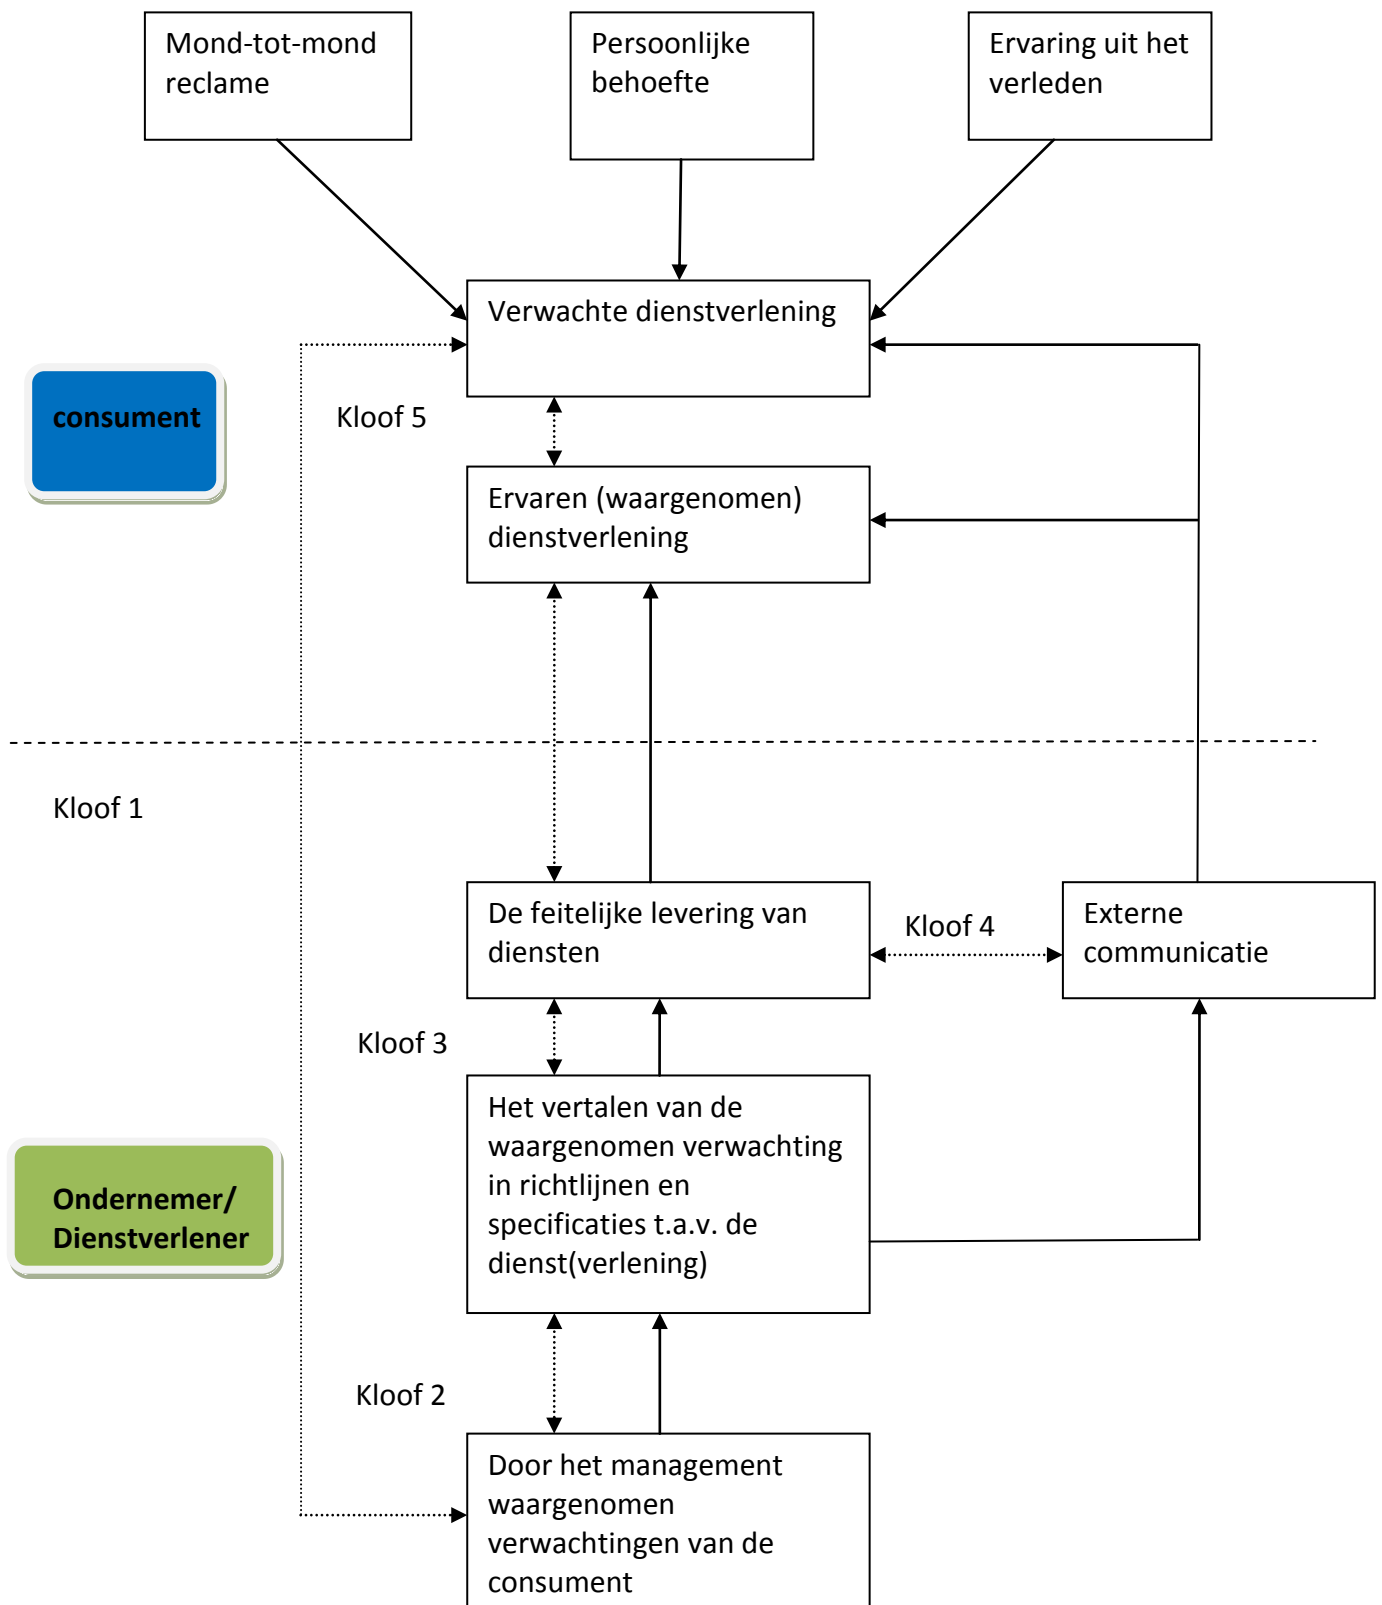 Mond-tot-mond
reclame
Persoonlijke
behoefte
Ervaring uit het
verleden
Verwachte dienstverlening
consument
Kloof 5
Ervaren (waargenomen)
dienstverlening
Kloof 1
De feitelijke levering van
diensten
Kloof 4
Externe
communicatie
Kloof 3
Het vertalen van de
waargenomen verwachting
in richtlijnen en
specificaties t.a.v. de
dienst(verlening)
Ondernemer/
Dienstverlener
Kloof 2
Door het management
waargenomen
verwachtingen van de
consument